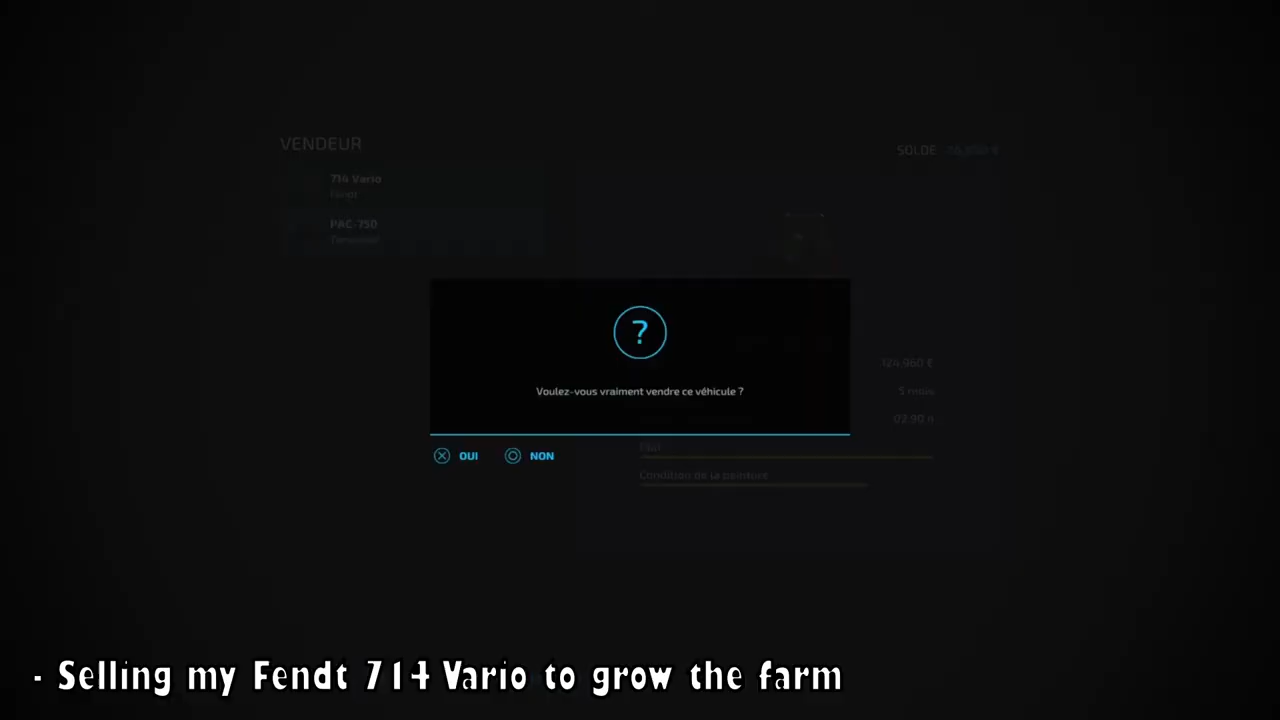 VENDEUR
SOLDE
714 Vario
Fendt
PAC-750
124,960 €
5 mois
Voulez-vous vraiment vendre ce véhicule ?
OUI
NON
Condition de la peinture
- Selling my Fendt 714 Vario to grow the farm